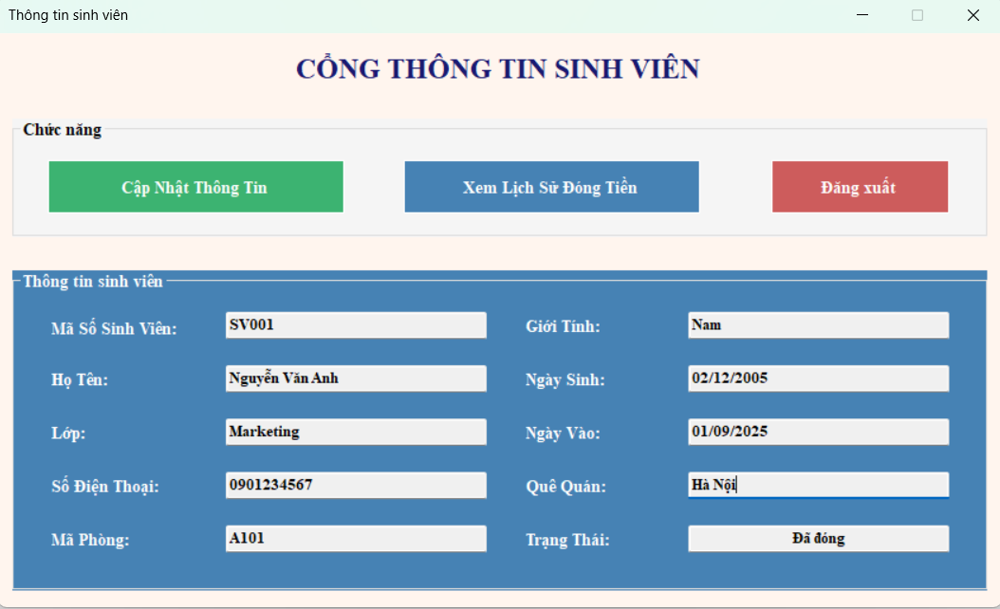 Thông tin sinh viên
CỔNG THÔNG TIN SINH VIÊN
Chức năng
Cập Nhật Thông Tin
Xem Lịch Sử Đóng Tiền
Đăng xuất
Thông tin sinh viên
Mã Số Sinh Viên: SV001
Giới Tính: Nam
Họ Tên: Nguyễn Văn Anh
Ngày Sinh: 02/12/2005
Lớp: Marketing
Ngày Vào: 01/09/2025
Số Điện Thoại: 0901234567
Quê Quán: Hà Nội
Mã Phòng: A101
Trạng Thái: Đã đóng